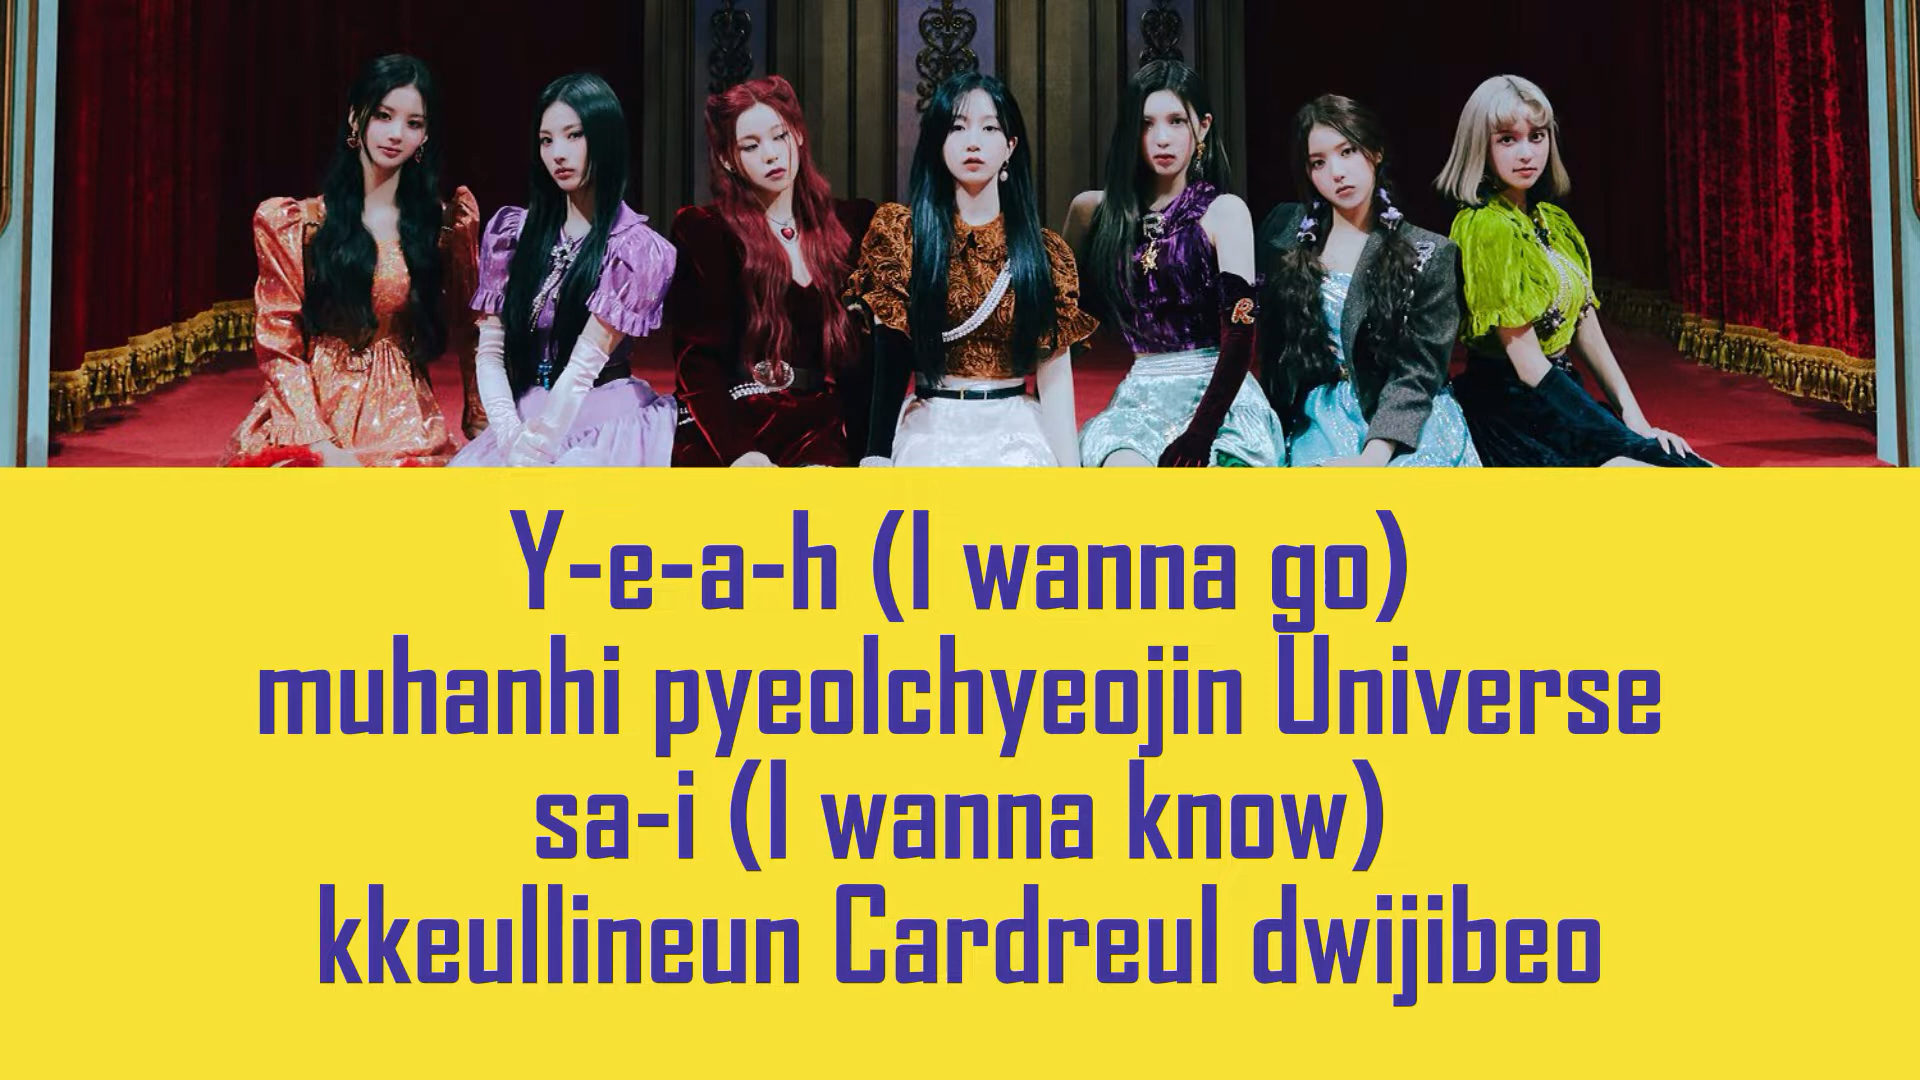 Y-e-a-h (I wanna go)
muhanhi pyeolchyeojin Universe
sa-i (I wanna know)
kkeullineun Cardreul dwijibeo